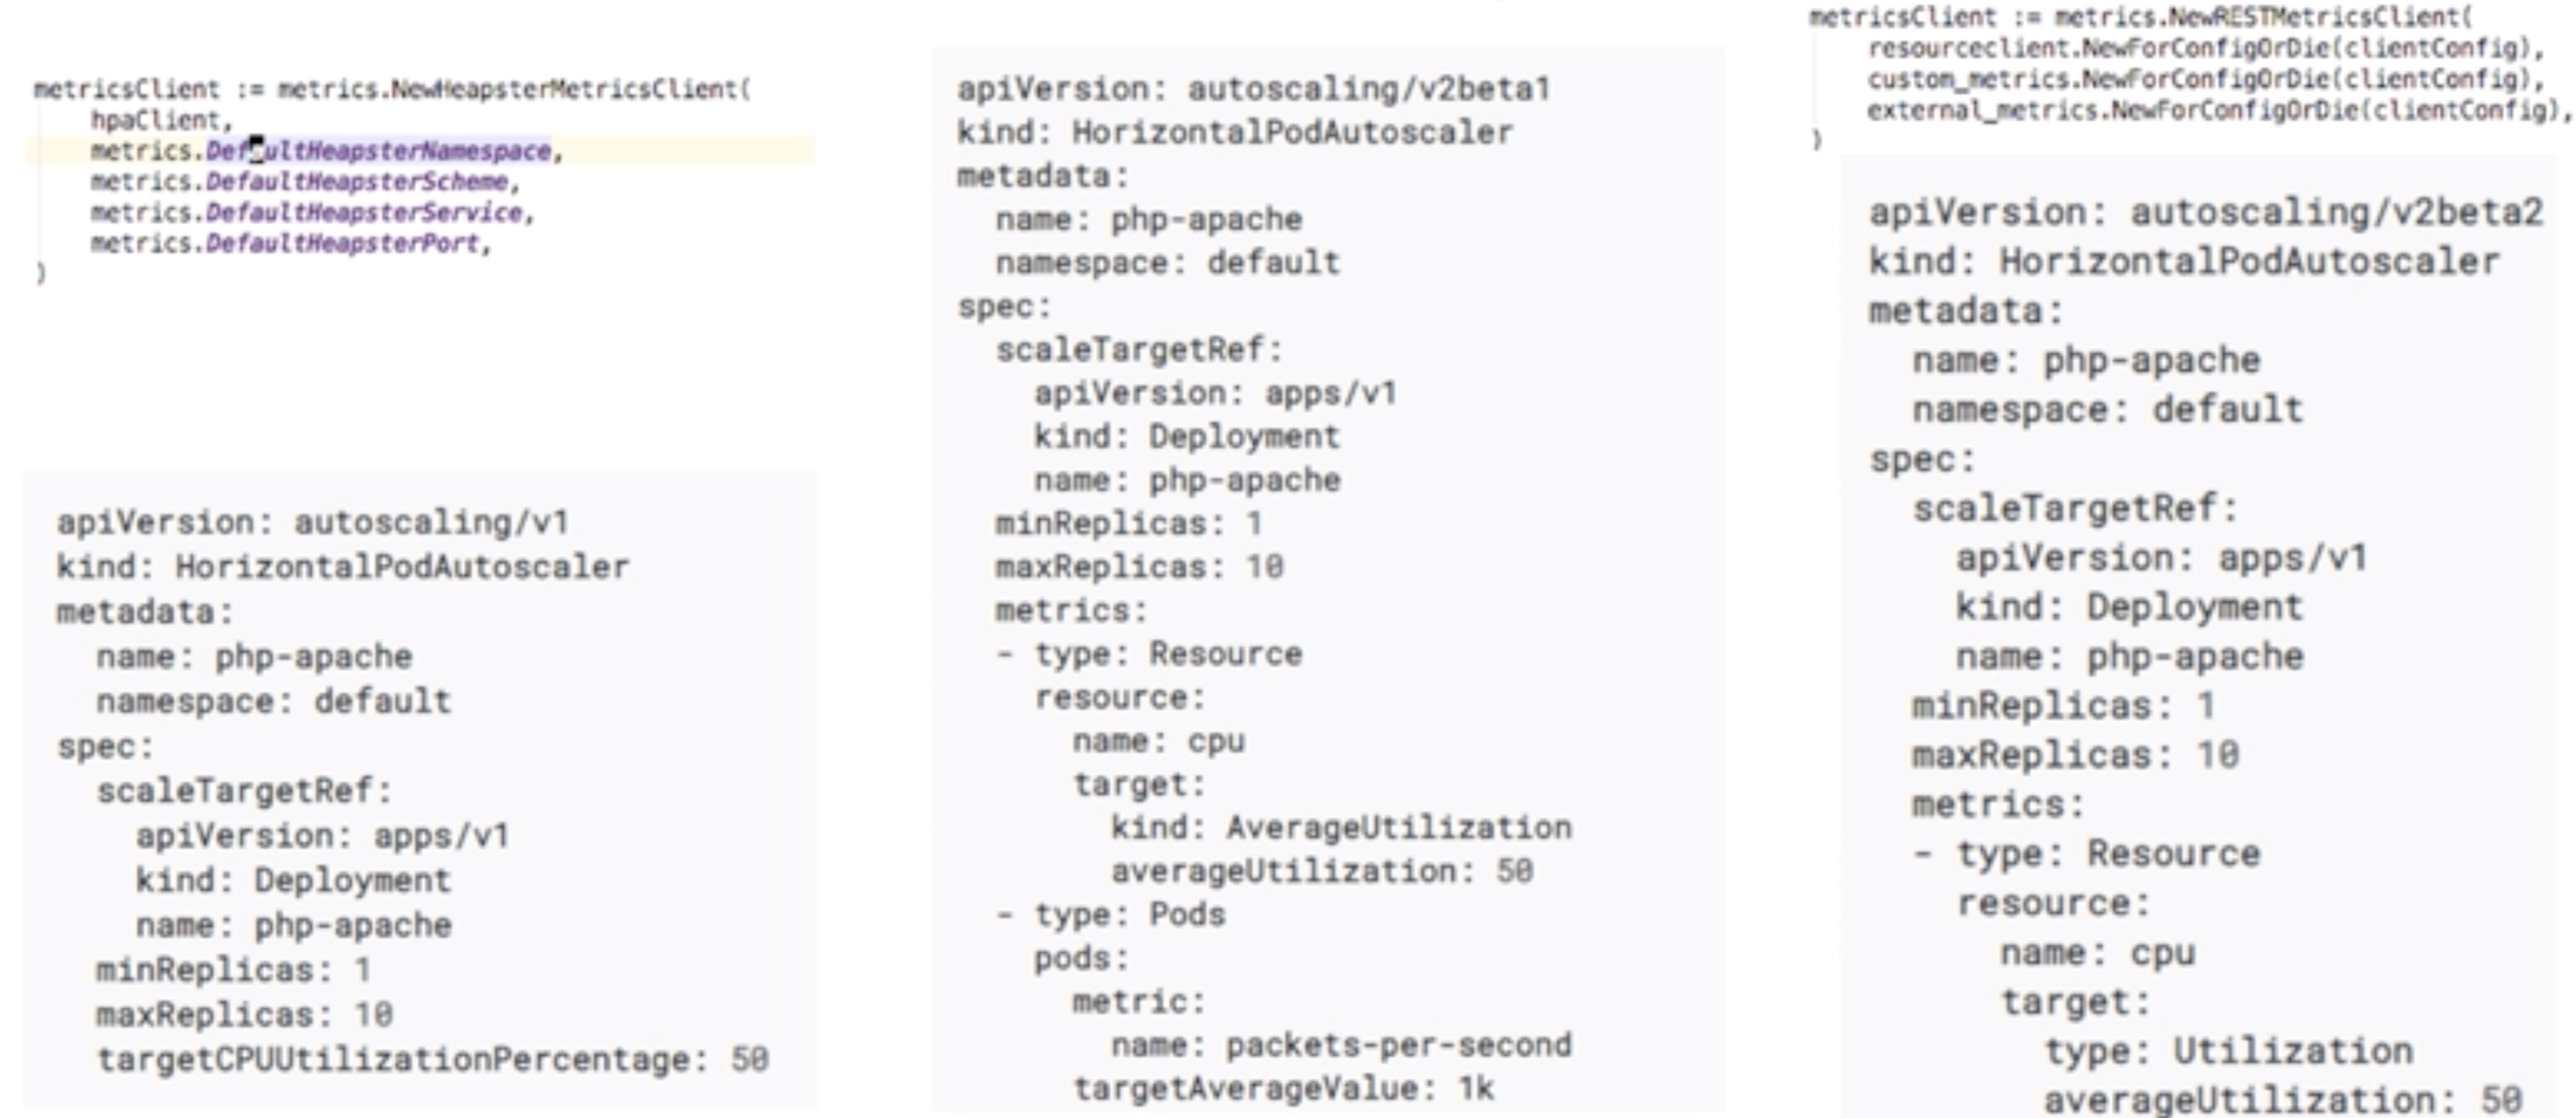 metricsClient := metrics.NewHeapsterMetricsClient(
    hpaClient,
    metrics.DefaultHeapsterNamespace,
    metrics.DefaultHeapsterScheme,
    metrics.DefaultHeapsterService,
    metrics.DefaultHeapsterPort,
)
apiVersion: autoscaling/v1
kind: HorizontalPodAutoscaler
metadata:
  name: php-apache
  namespace: default
spec:
  scaleTargetRef:
    apiVersion: apps/v1
    kind: Deployment
    name: php-apache
  minReplicas: 1
  maxReplicas: 10
  targetCPUUtilizationPercentage: 50
apiVersion: autoscaling/v2beta1
kind: HorizontalPodAutoscaler
metadata:
  name: php-apache
  namespace: default
spec:
  scaleTargetRef:
    apiVersion: apps/v1
    kind: Deployment
    name: php-apache
  minReplicas: 1
  maxReplicas: 10
  metrics:
  - type: Resource
    resource:
      name: cpu
      target:
        kind: AverageUtilization
        averageUtilization: 50
  - type: Pods
    pods:
      metric:
        name: packets-per-second
      targetAverageValue: 1k
metricsClient := metrics.NewRESTMetricsClient(
    resourceclient.NewForConfigOrDie(clientConfig),
    custom_metrics.NewForConfigOrDie(clientConfig),
    external_metrics.NewForConfigOrDie(clientConfig),
)
apiVersion: autoscaling/v2beta2
kind: HorizontalPodAutoscaler
metadata:
  name: php-apache
  namespace: default
spec:
  scaleTargetRef:
    apiVersion: apps/v1
    kind: Deployment
    name: php-apache
  minReplicas: 1
  maxReplicas: 10
  metrics:
  - type: Resource
    resource:
      name: cpu
      target:
        type: Utilization
        averageUtilization: 50